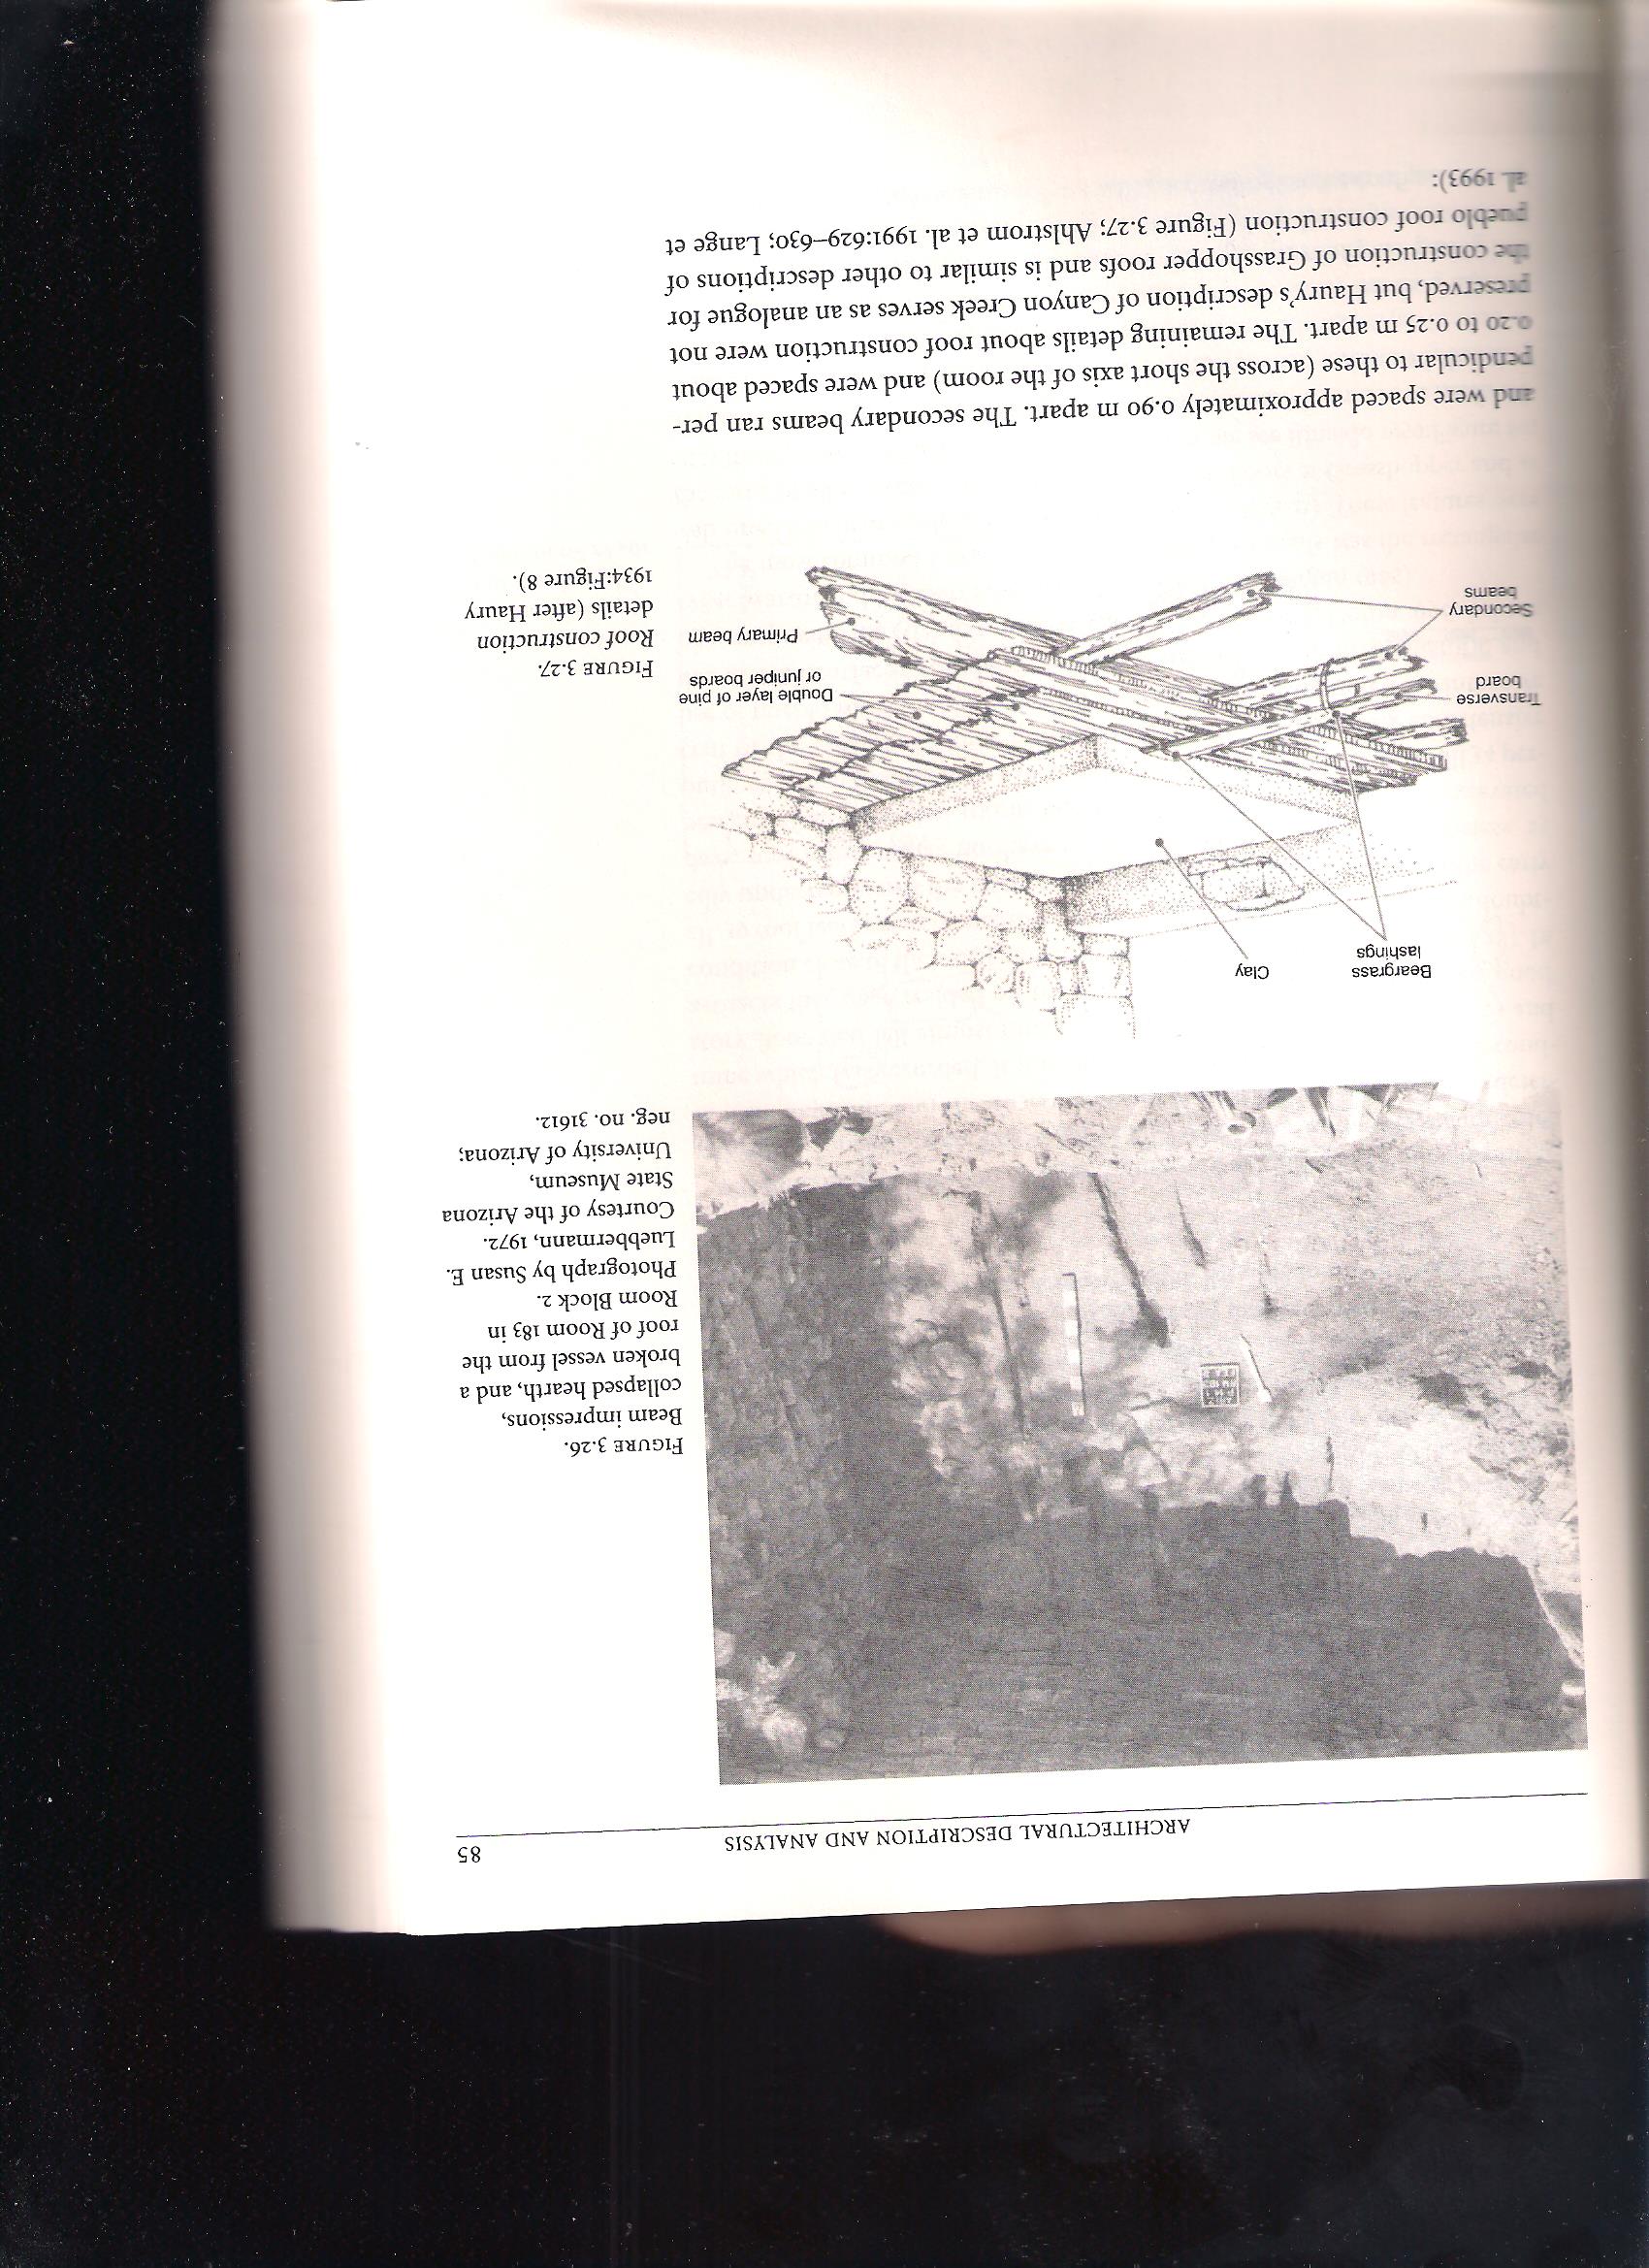 ARCHITECTURAL DESCRIPTION AND ANALYSIS
85
FIGURE 3.26.
Beam impressions,
collapsed hearth, and a
broken vessel from the
roof of Room 183 in
Room Block 2.
Photograph by Susan E.
Luebbermann, 1972.
Courtesy of the Arizona
State Museum,
University of Arizona;
neg. no. 31612.
Beargrass
lashings
Clay
Transverse
board
Secondary
beams
Double layer of pine
or juniper boards
Primary beam
FIGURE 3.27.
Roof construction
details (after Haury
1934:Figure 8).
and were spaced approximately 0.90 m apart. The secondary beams ran per-
pendicular to these (across the short axis of the room) and were spaced about
0.20 to 0.25 m apart. The remaining details about roof construction were not
preserved, but Haury's description of Canyon Creek serves as an analogue for
the construction of Grasshopper roofs and is similar to other descriptions of
pueblo roof construction (Figure 3.27; Ahlstrom et al. 1991:629–630; Lange et
al. 1993):